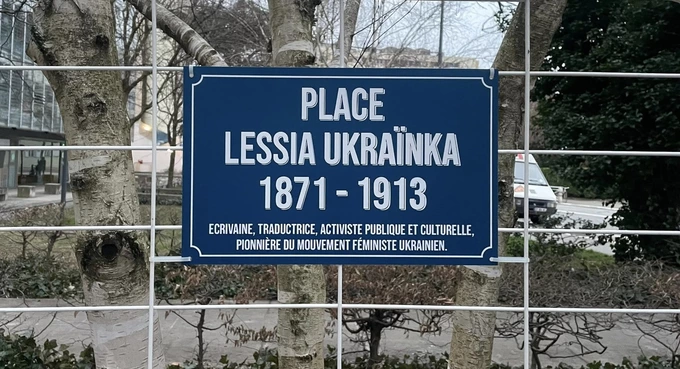 PLACE
LESSIA UKRAÏNKA
1871 - 1913
ECRIVAINE, TRADUCTRICE, ACTIVISTE PUBLIQUE ET CULTURELLE,
PIONNIÈRE DU MOUVEMENT FÉMINISTE UKRAINIEN.